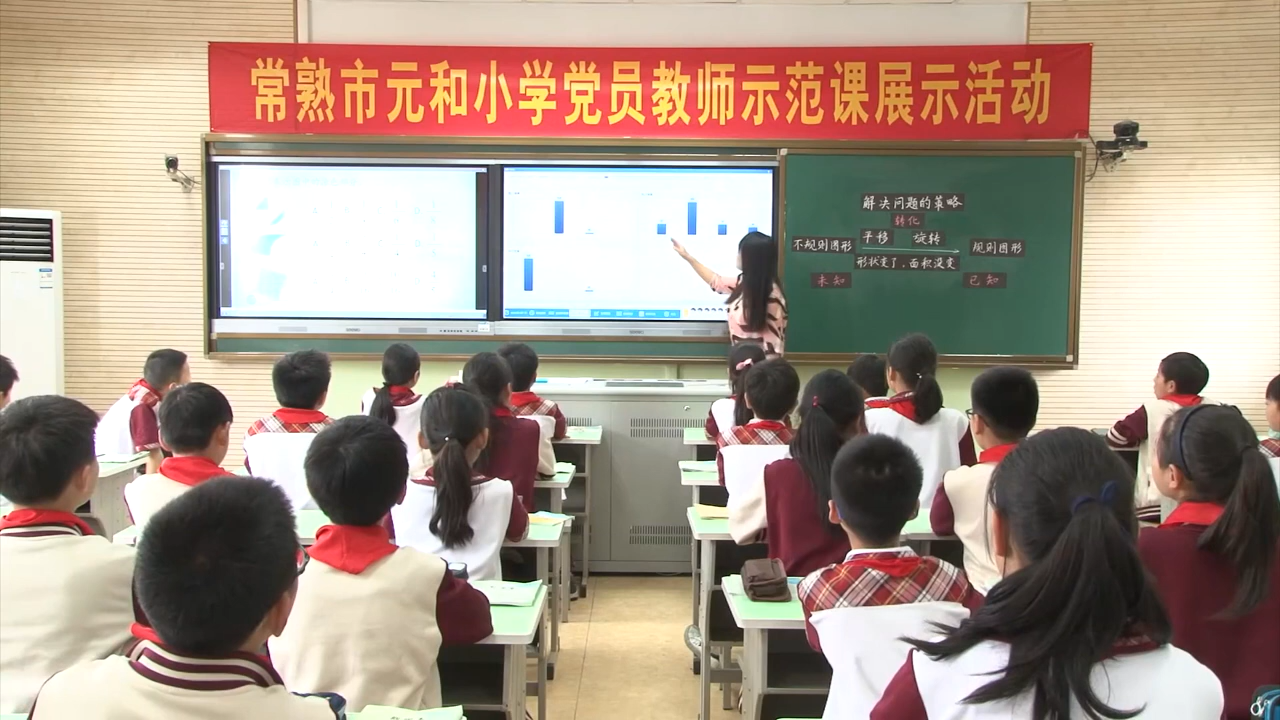 常熟市元和小学党员教师示范课展示活动
解决问题的策略
转化
平移 旋转
不规则图形 规则图形
形状变了，面积没变
未知 已知